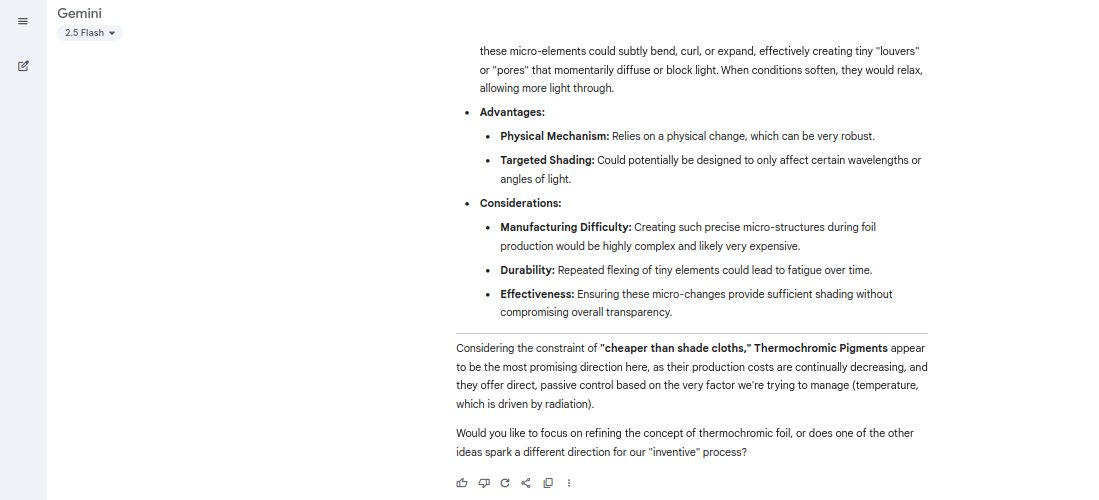 Gemini
2.5 Flash
these micro-elements could subtly bend, curl, or expand, effectively creating tiny "louvers"
or "pores" that momentarily diffuse or block light. When conditions soften, they would relax,
allowing more light through.
• Advantages:
• Physical Mechanism: Relies on a physical change, which can be very robust.
• Targeted Shading: Could potentially be designed to only affect certain wavelengths or
angles of light.
• Considerations:
• Manufacturing Difficulty: Creating such precise micro-structures during foil
production would be highly complex and likely very expensive.
• Durability: Repeated flexing of tiny elements could lead to fatigue over time.
• Effectiveness: Ensuring these micro-changes provide sufficient shading without
compromising overall transparency.
Considering the constraint of "cheaper than shade cloths," Thermochromic Pigments appear
to be the most promising direction here, as their production costs are continually decreasing, and
they offer direct, passive control based on the very factor we're trying to manage (temperature,
which is driven by radiation).
Would you like to focus on refining the concept of thermochromic foil, or does one of the other
ideas spark a different direction for our "inventive" process?